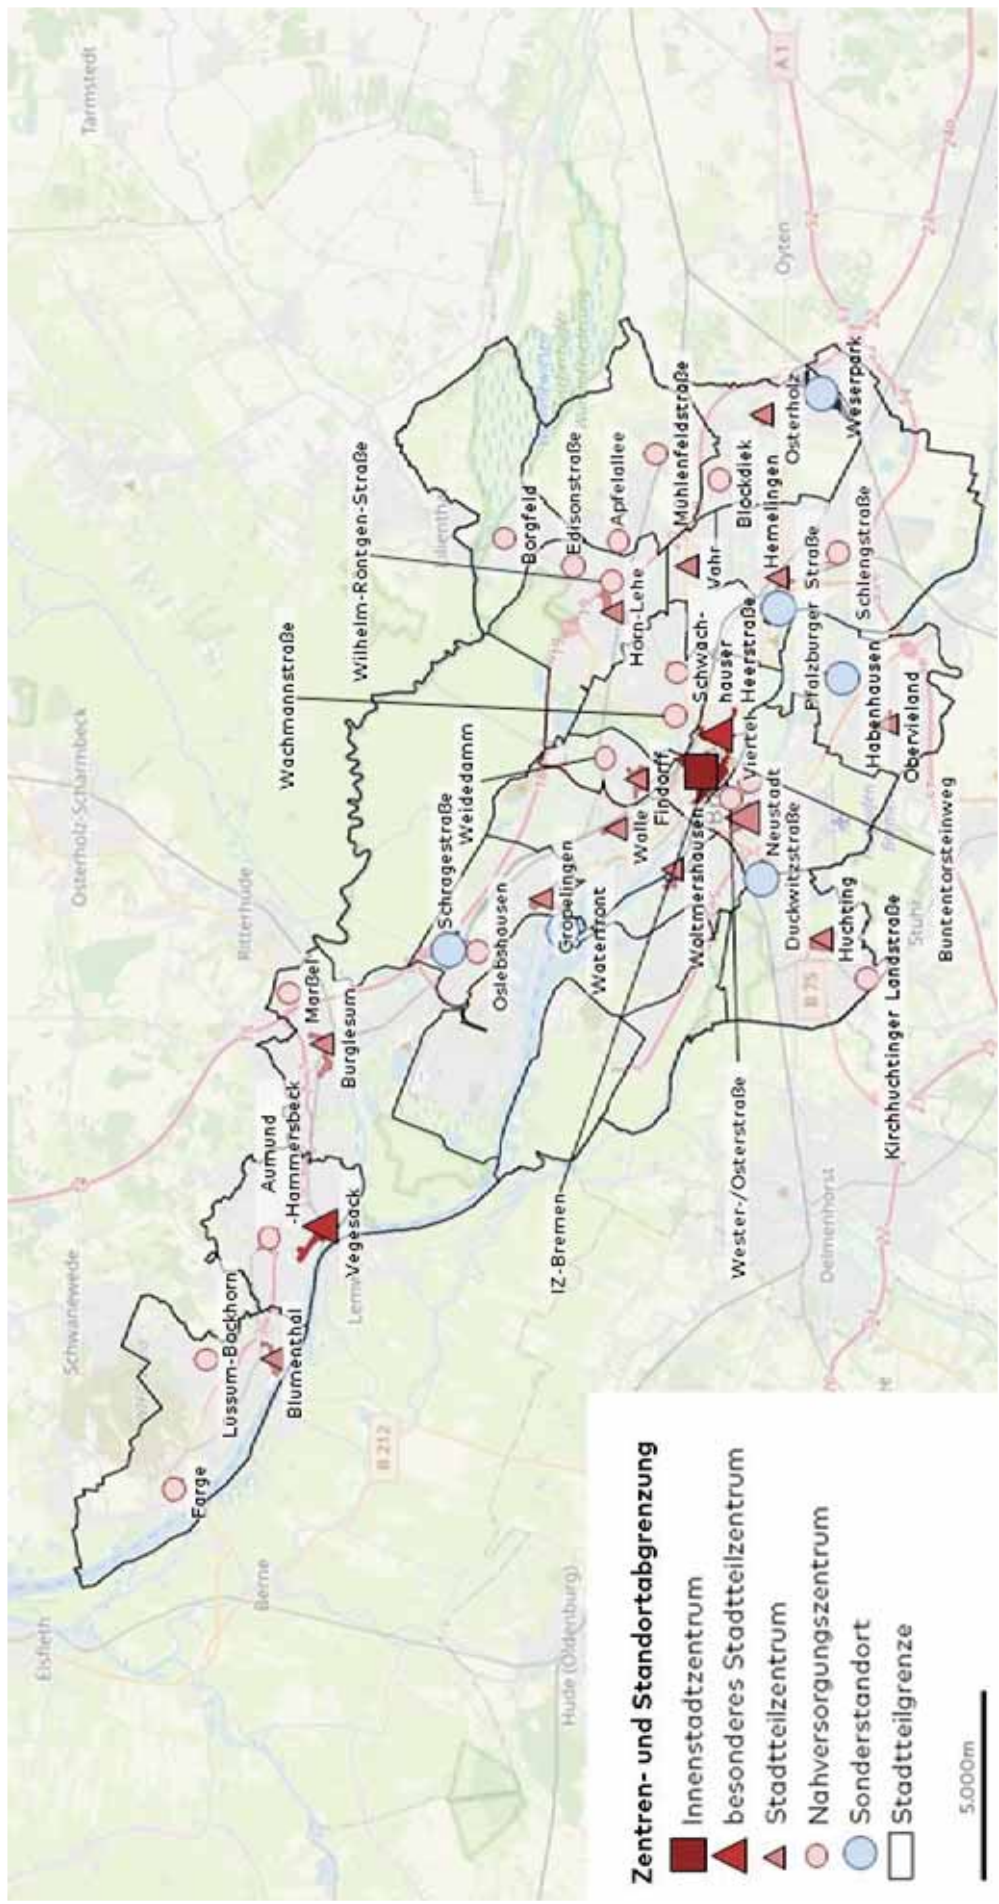 Tarmstedt
A 1
Oyten
Osterholz-Scharmbeck
Ritterhude
Schwanewede
Elsfleth
Berne
B 212
Hude (Oldenburg)
Delmenhorst
B 75
Stuhr
Wilhelm-Röntgen-Straße
Wachmannstraße
Weidedamm
Schragestraße
Oslebshausen
Gröpelingen
Waterfront
Walle
Findorff
Woltmershausen
Marßel
Burglesum
Aumund
-Hammersbeck
Vegesack
Lüssum-Bockhorn
Blumenthal
Farge
Borgfeld
Edisonstraße
Apfelallee
Horn-Lehe
Mühlenfeldstraße
Vahr
Blockdiek
Osterholz
Weserpark
Hemelingen
Schwach-
hauser
Heerstraße
Viertel
Pfalzburger Straße
Schlengstraße
Habenhausen
Obervieland
Neustadt
Duckwitzstraße
Huchting
Kirchhuchtinger Landstraße
Buntentorsteinweg
Wester-/Osterstraße
IZ-Bremen
Zentren- und Standortabgrenzung
Innenstadtzentrum
besonderes Stadtteilzentrum
Stadtteilzentrum
Nahversorgungszentrum
Sonderstandort
Stadtteilgrenze
5.000m